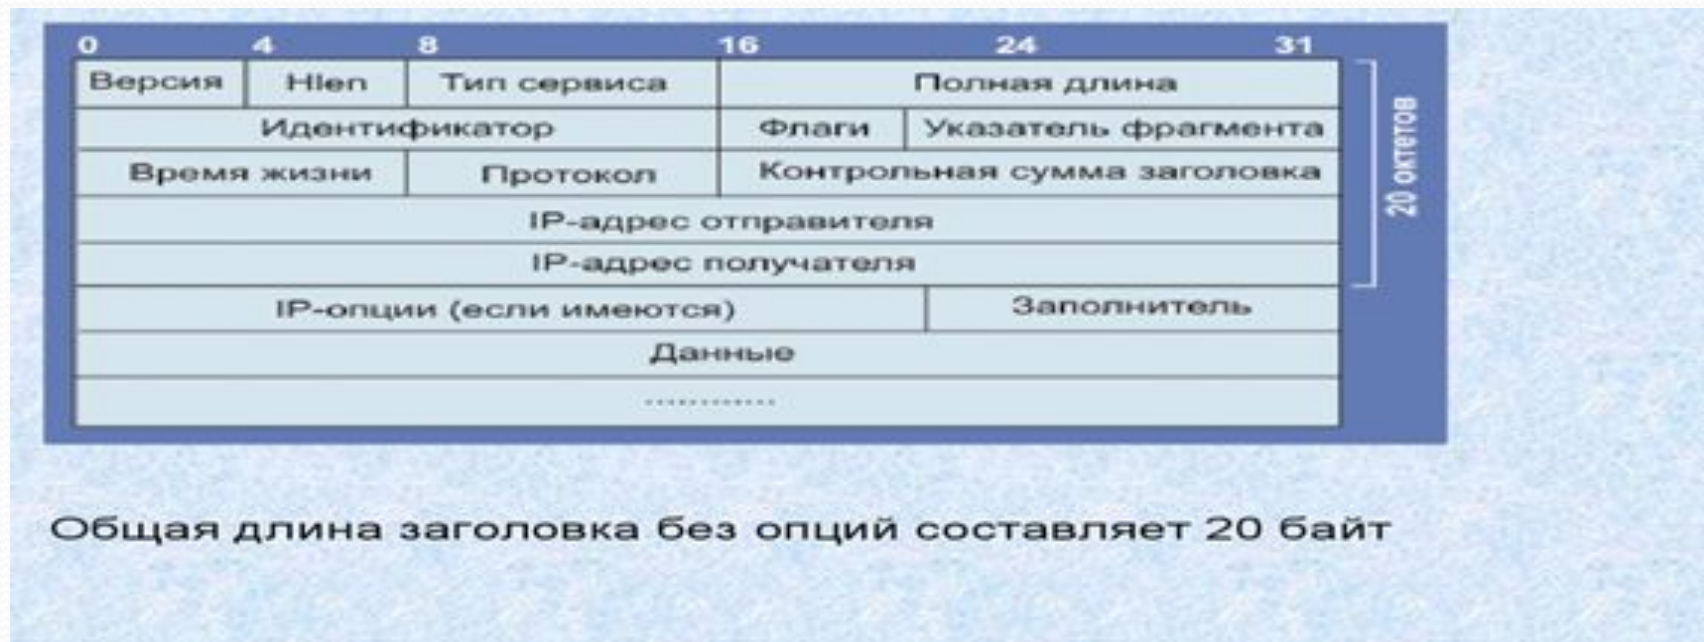 0 4 8 16 24 31
Версия Hlen Тип сервиса Полная длина
Идентификатор Флаги Указатель фрагмента
Время жизни Протокол Контрольная сумма заголовка
IP-адрес отправителя
IP-адрес получателя
IP-опции (если имеются) Заполнитель
Данные
............
20 октетов
Общая длина заголовка без опций составляет 20 байт